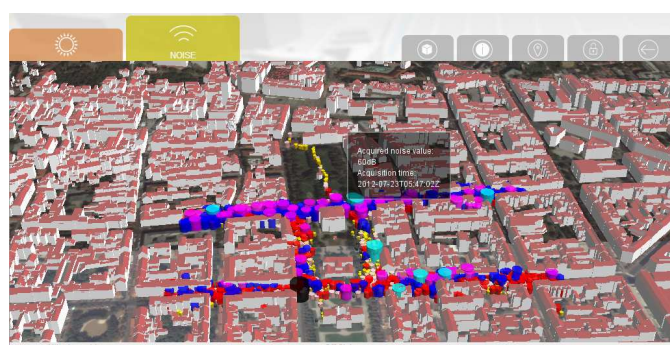 NOISE
Acquired noise value:
60dB
Acquisition time:
2012-07-23T05:47:02Z